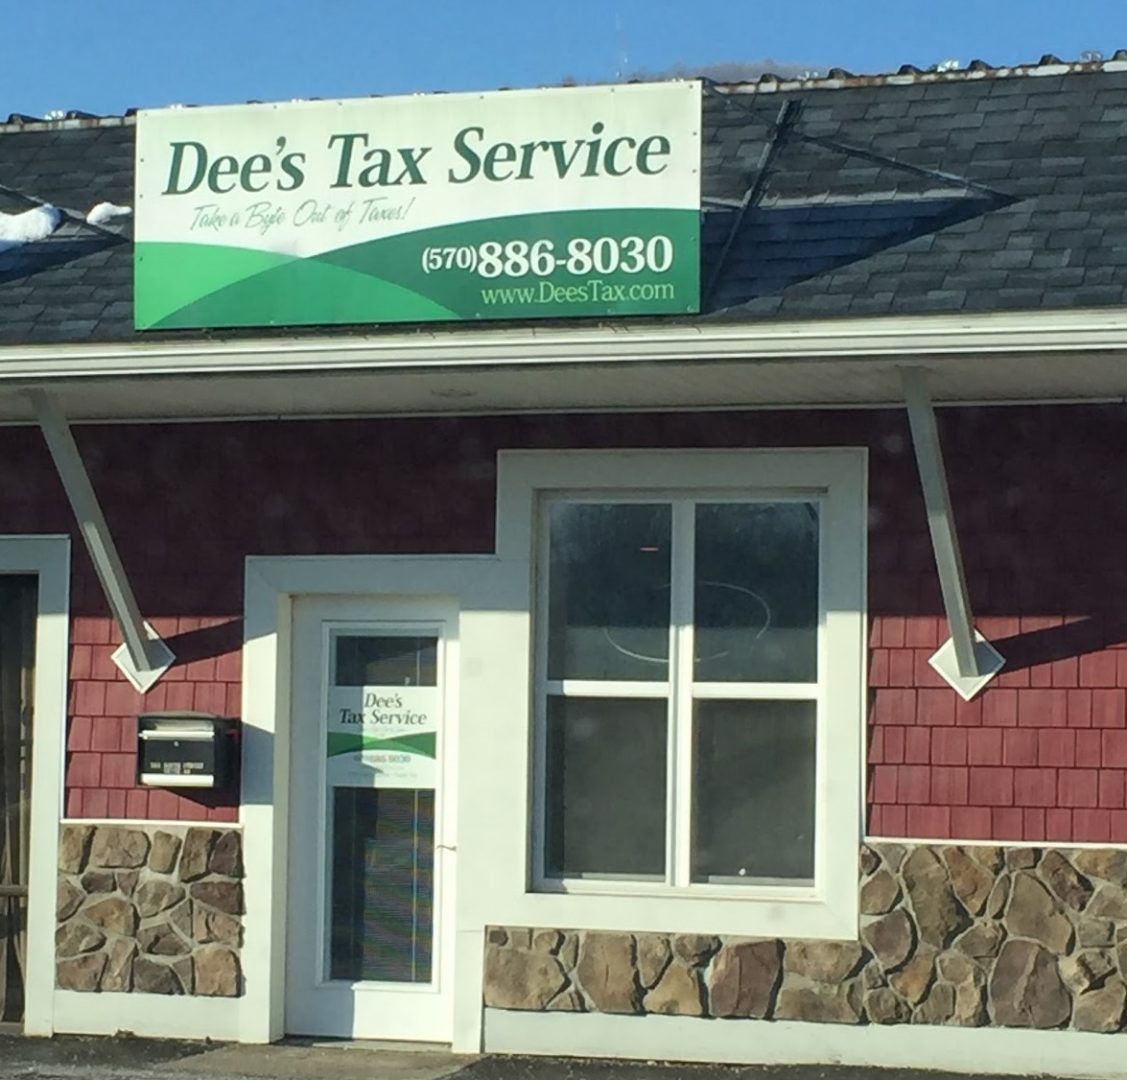 Dee's Tax Service
Take a Byte Out of Taxes!
(570)886-8030
www.DeesTax.com
Dee's
Tax Service